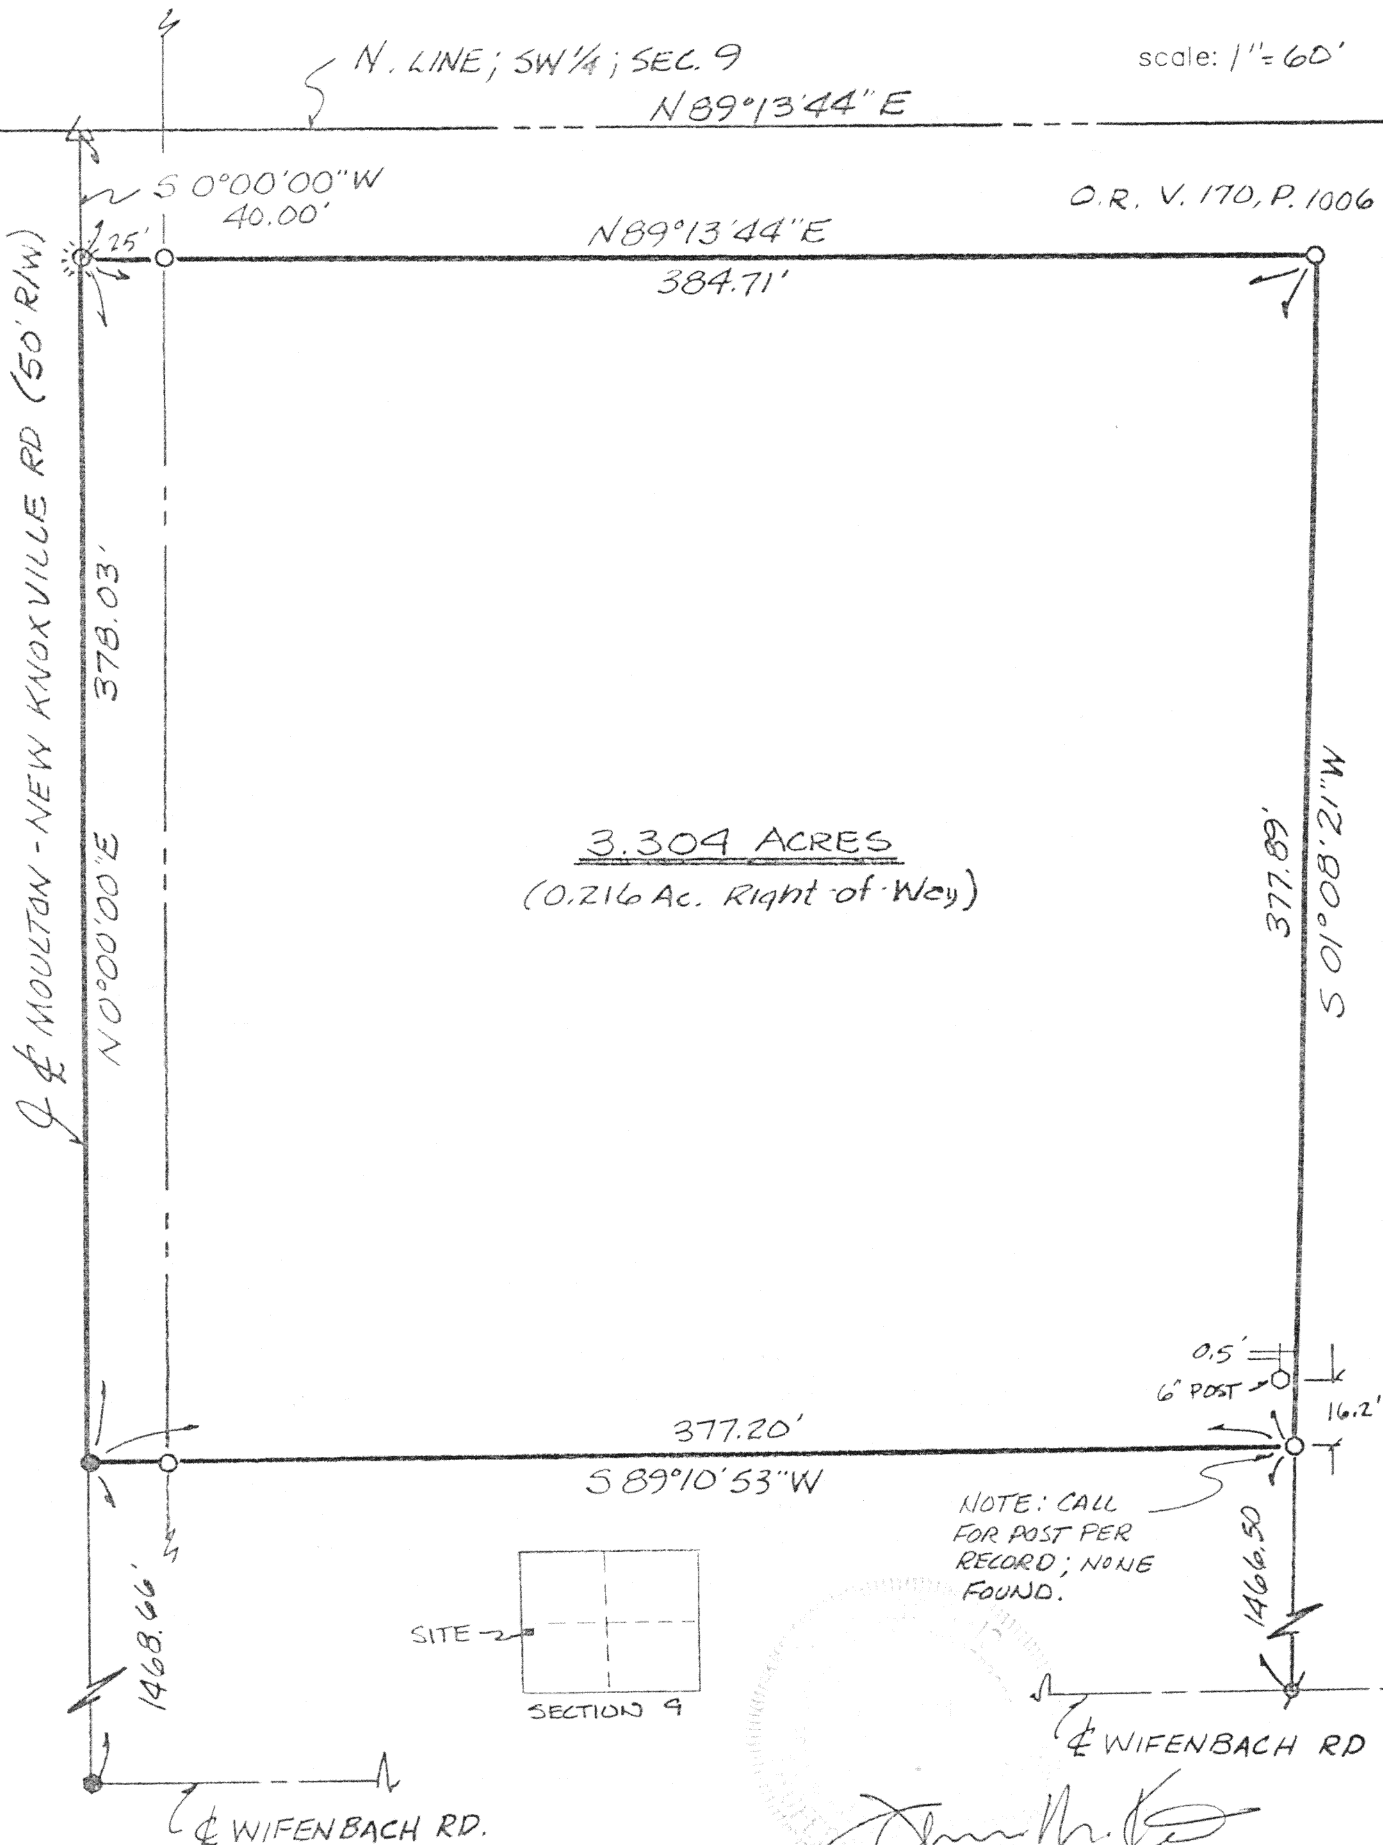 N. LINE; SW 1/4; SEC. 9
scale: 1"=60'
N 89°13'44" E
S 0°00'00"W
40.00'
O.R. V. 170, P. 1006
25'
N89°13'44"E
384.71'
℄ MOULTON - NEW KNOXVILLE RD (50' R/W)
N 0°00'00"E 378.03'
3.304 ACRES
(0.216 Ac. Right-of-Way)
377.89'
S 01°08'21"W
0.5'
6" POST
16.2'
377.20'
S 89°10'53"W
NOTE: CALL
FOR POST PER
RECORD; NONE
FOUND.
1468.66'
1466.50
SITE
SECTION 9
℄ WIFENBACH RD
℄ WIFENBACH RD.